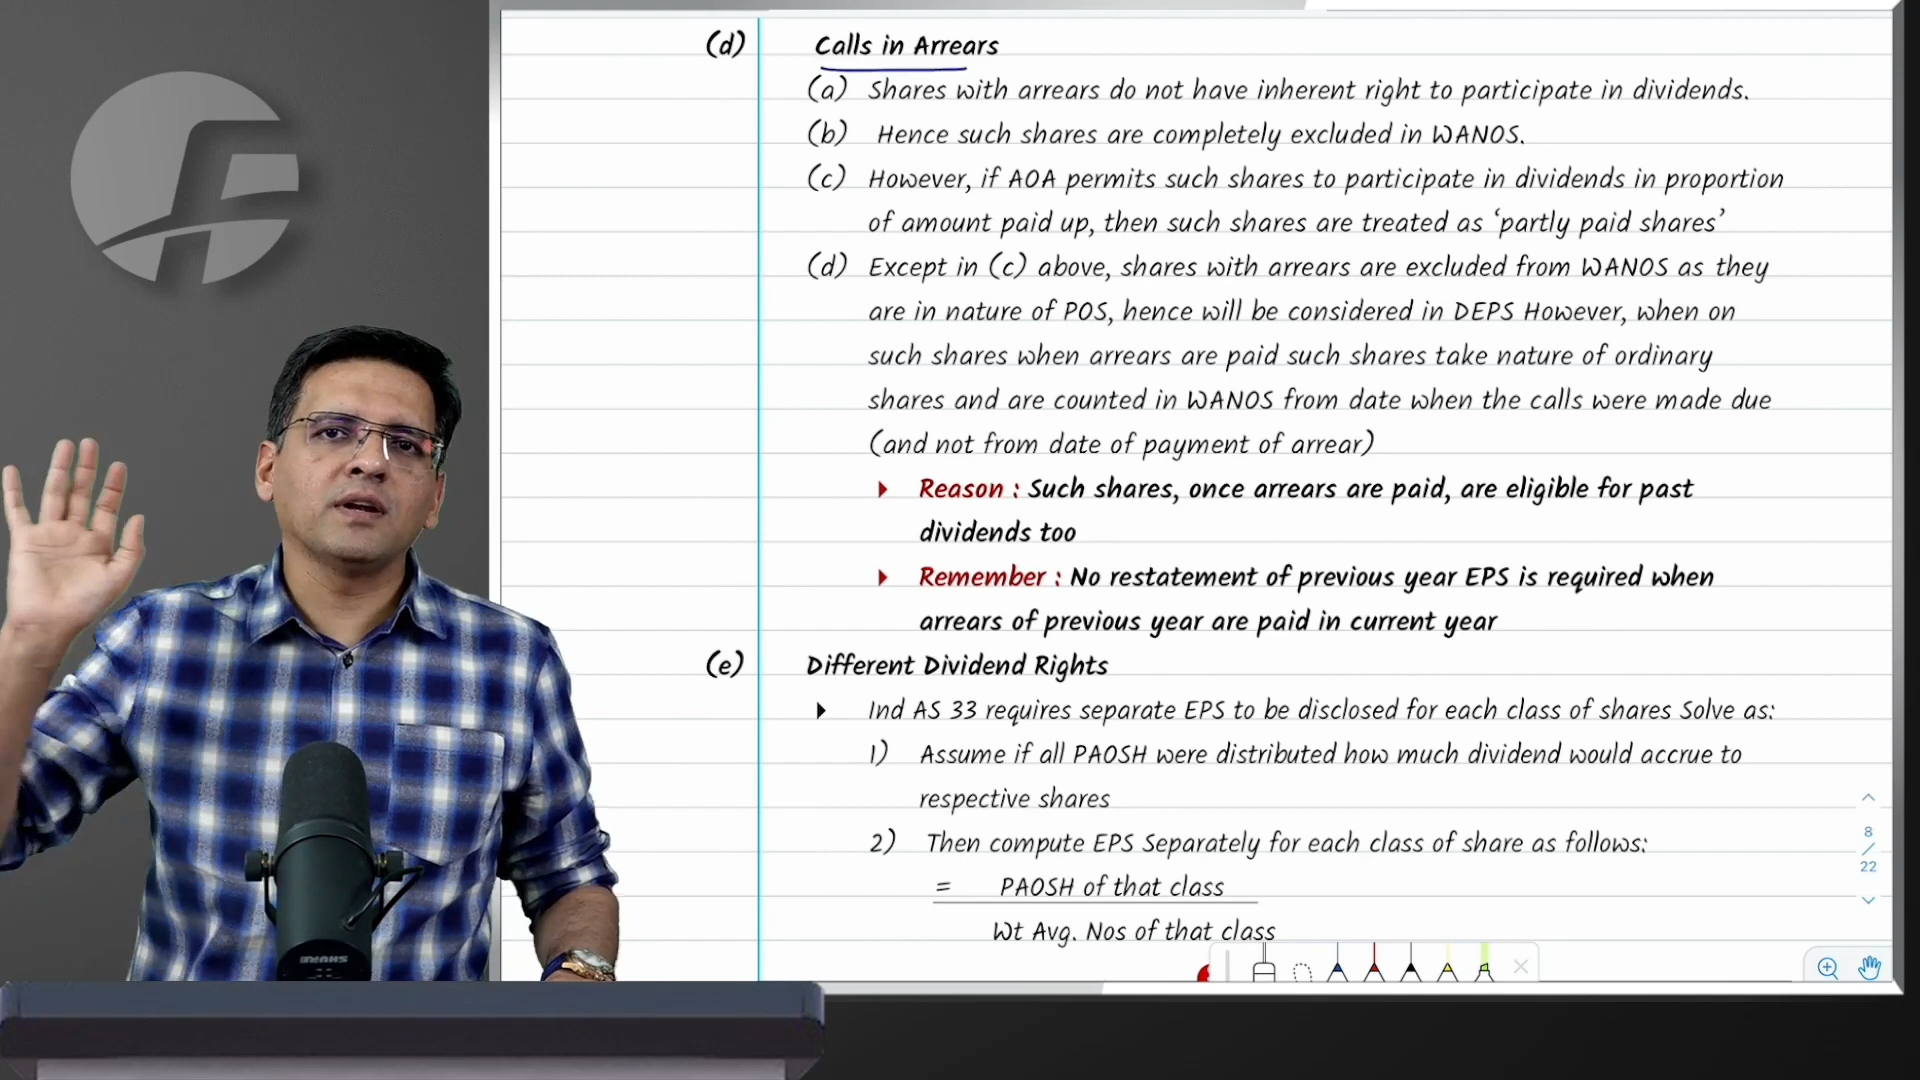 (d) Calls in Arrears
(a) Shares with arrears do not have inherent right to participate in dividends.
(b) Hence such shares are completely excluded in WANOS.
(c) However, if AOA permits such shares to participate in dividends in proportion
of amount paid up, then such shares are treated as ‘partly paid shares’
(d) Except in (c) above, shares with arrears are excluded from WANOS as they
are in nature of POS, hence will be considered in DEPS However, when on
such shares when arrears are paid such shares take nature of ordinary
shares and are counted in WANOS from date when the calls were made due
(and not from date of payment of arrear)
Reason : Such shares, once arrears are paid, are eligible for past
dividends too
Remember : No restatement of previous year EPS is required when
arrears of previous year are paid in current year
(e) Different Dividend Rights
Ind AS 33 requires separate EPS to be disclosed for each class of shares Solve as:
1) Assume if all PAOSH were distributed how much dividend would accrue to
respective shares
2) Then compute EPS Separately for each class of share as follows:
= PAOSH of that class
Wt Avg. Nos of that class
8
/
22
SHURE